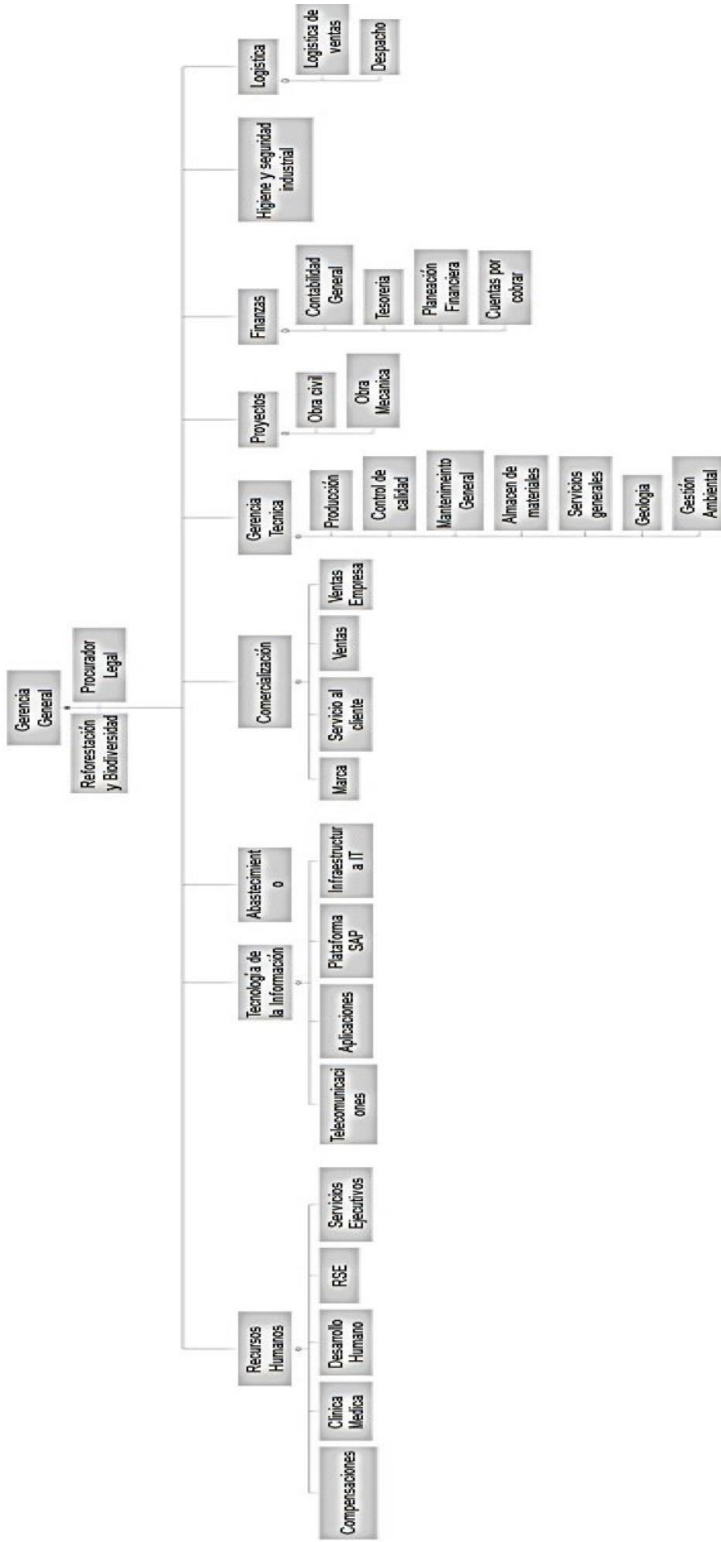 Gerencia
General
Reforestación
y Biodiversidad
Procurador
Legal
Recursos
Humanos
Compensaciones
Clinica
Medica
Desarrollo
Humano
RSE
Servicios
Ejecutivos
Tecnología de
la Información
Telecomunicaci
ones
Aplicaciones
Plataforma
SAP
Infraestructur
a IT
Abastecimient
o
Comercialización
Marca
Servicio al
cliente
Ventas
Ventas
Empresa
Gerencia
Tecnica
Producción
Control de
calidad
Mantenimeinto
General
Almacen de
materiales
Servicios
generales
Geologia
Gestión
Ambiental
Proyectos
Obra civil
Obra
Mecanica
Finanzas
Contabilidad
General
Tesoreria
Planeación
Financiera
Cuentas por
cobrar
Higiene y seguridad
industrial
Logistica
Logistica de
ventas
Despacho